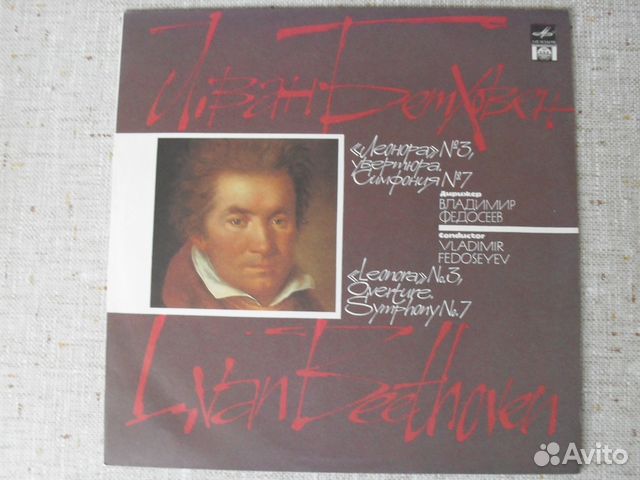 Л. ван Бетховен
МЕЛОДИЯ
«Леонора» №3,
увертюра.
Симфония №7
Дирижер
ВЛАДИМИР
ФЕДОСЕЕВ
Conductor
VLADIMIR
FEDOSEYEV
«Leonora» No.3,
Overture.
Symphony No.7
L. van Beethoven
Avito